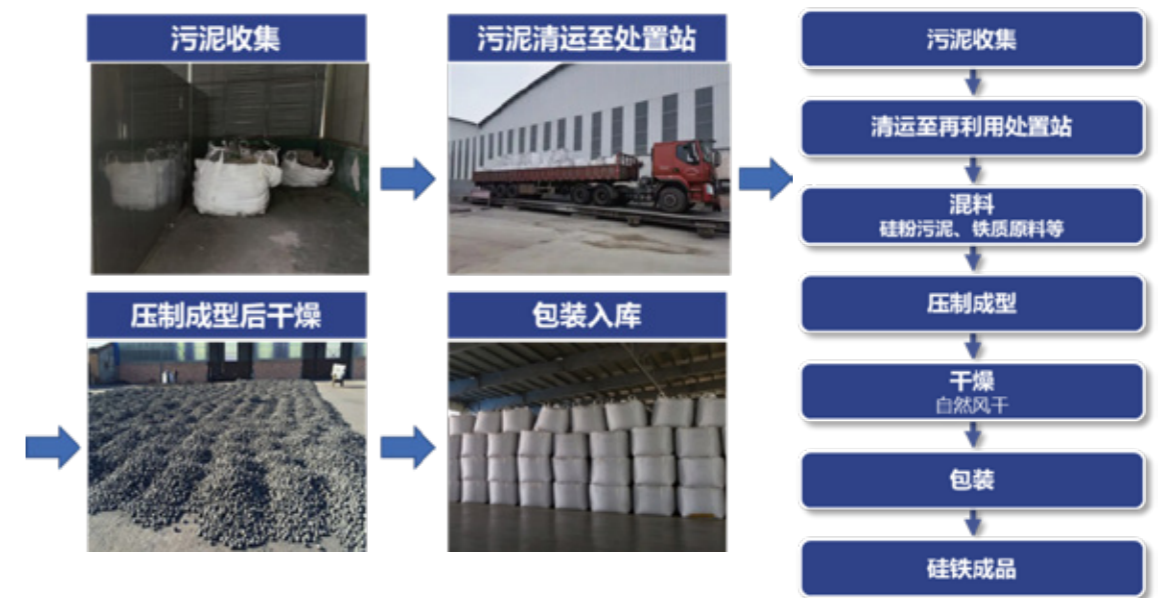 污泥收集
污泥清运至处置站
压制成型后干燥
包装入库
污泥收集
清运至再利用处置站
混料
硅粉污泥、铁质原料等
压制成型
干燥
自然风干
包装
硅铁成品